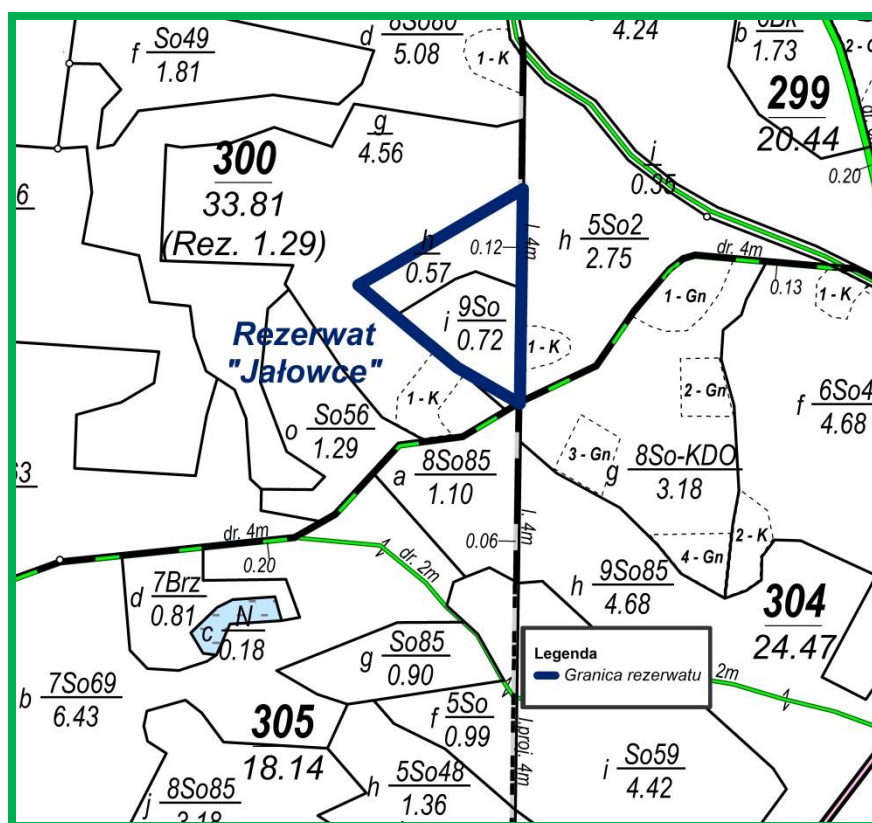 f So49
1.81
d 8So80
5.08
1 - K
4.24
b
1.73
2 -
299
20.44
0.20
g
4.56
300
33.81
(Rez. 1.29)
6
i
0.35
h
0.57
0.12
l. 4m
h 5So2
2.75
dr. 4m
0.13
1 - Gn
1 - K
i 9So
0.72
1 - K
Rezerwat
"Jałowce"
1 - K
2 - Gn
f 6So4
4.68
o So56
1.29
a 8So85
1.10
3 - Gn
g 8So-KDO
3.18
63
l. 4m
0.06
dr. 4m
0.20
dr. 2m
2 - K
4 - Gn
h 9So85
4.68
304
24.47
d 7Brz
0.81
c N
0.18
g So85
0.90
Legenda
Granica rezerwatu
2m
b 7So69
6.43
305
18.14
f 5So
0.99
l.proj. 4m
h 5So48
1.36
i So59
4.42
j 8So85
3.18